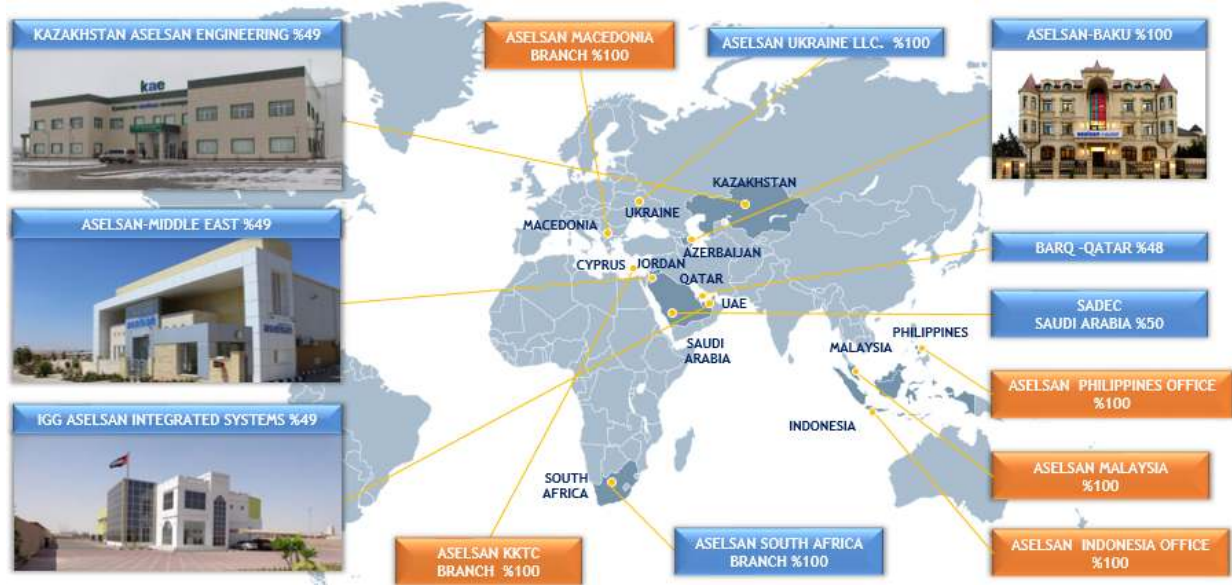 KAZAKHSTAN ASELSAN ENGINEERING %49
kae
ASELSAN MACEDONIA
BRANCH %100
ASELSAN UKRAINE LLC. %100
ASELSAN-BAKU %100
KAZAKHSTAN
UKRAINE
MACEDONIA
AZERBAIJAN
CYPRUS
JORDAN
QATAR
UAE
SAUDI
ARABIA
PHILIPPINES
MALAYSIA
INDONESIA
SOUTH
AFRICA
ASELSAN-MIDDLE EAST %49
aselsan
BARQ -QATAR %48
SADEC
SAUDI ARABIA %50
ASELSAN PHILIPPINES OFFICE
%100
IGG ASELSAN INTEGRATED SYSTEMS %49
ASELSAN MALAYSIA
%100
ASELSAN KKTC
BRANCH %100
ASELSAN SOUTH AFRICA
BRANCH %100
ASELSAN INDONESIA OFFICE
%100